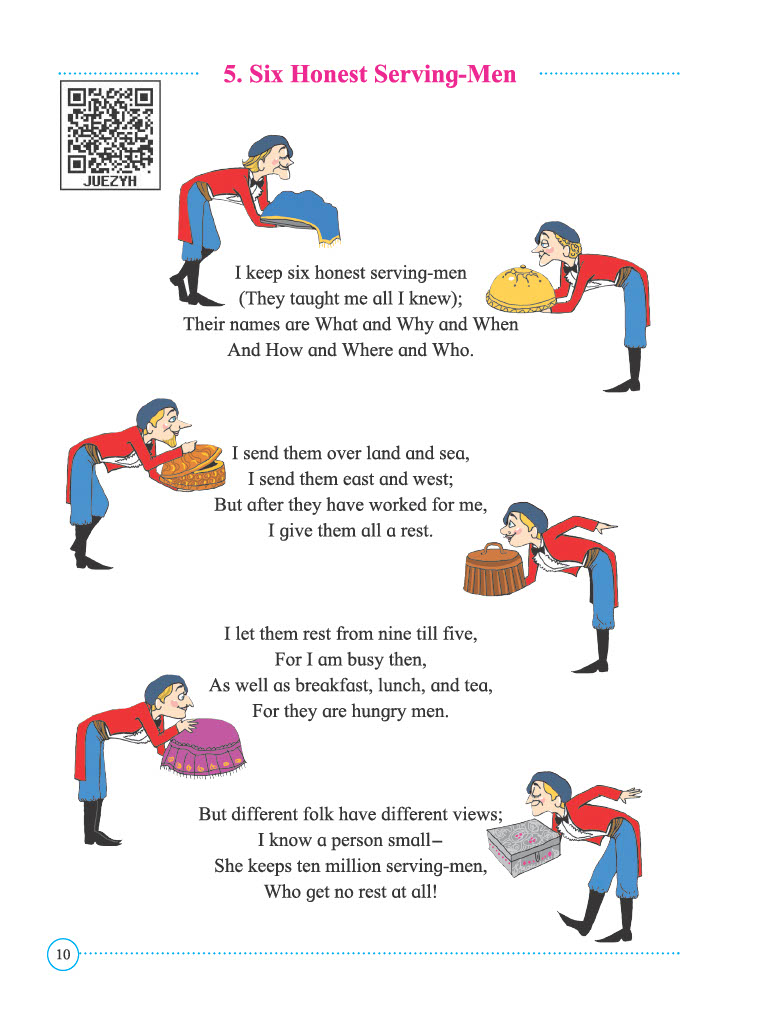 5. Six Honest Serving-Men
JUEZYH
I keep six honest serving-men
(They taught me all I knew);
Their names are What and Why and When
And How and Where and Who.
I send them over land and sea,
I send them east and west;
But after they have worked for me,
I give them all a rest.
I let them rest from nine till five,
For I am busy then,
As well as breakfast, lunch, and tea,
For they are hungry men.
But different folk have different views;
I know a person small–
She keeps ten million serving-men,
Who get no rest at all!
10